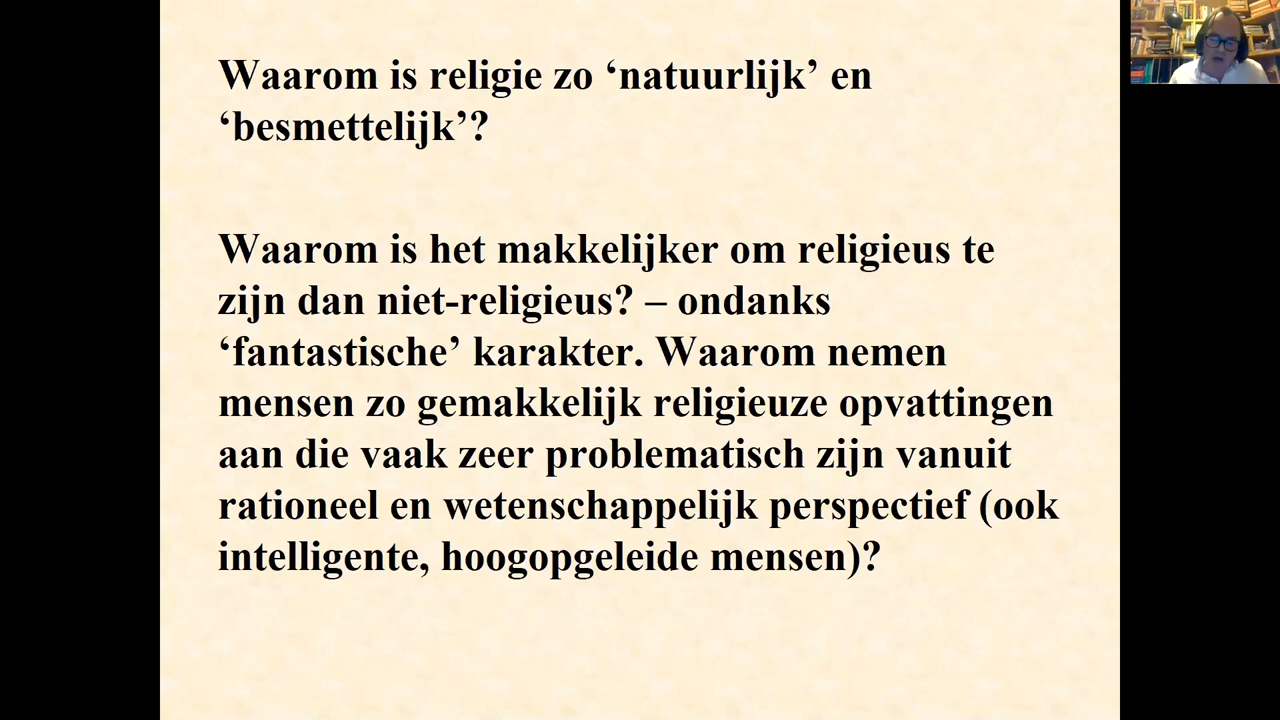 Waarom is religie zo ‘natuurlijk’ en
‘besmettelijk’?
Waarom is het makkelijker om religieus te
zijn dan niet-religieus? – ondanks
‘fantastische’ karakter. Waarom nemen
mensen zo gemakkelijk religieuze opvattingen
aan die vaak zeer problematisch zijn vanuit
rationeel en wetenschappelijk perspectief (ook
intelligente, hoogopgeleide mensen)?